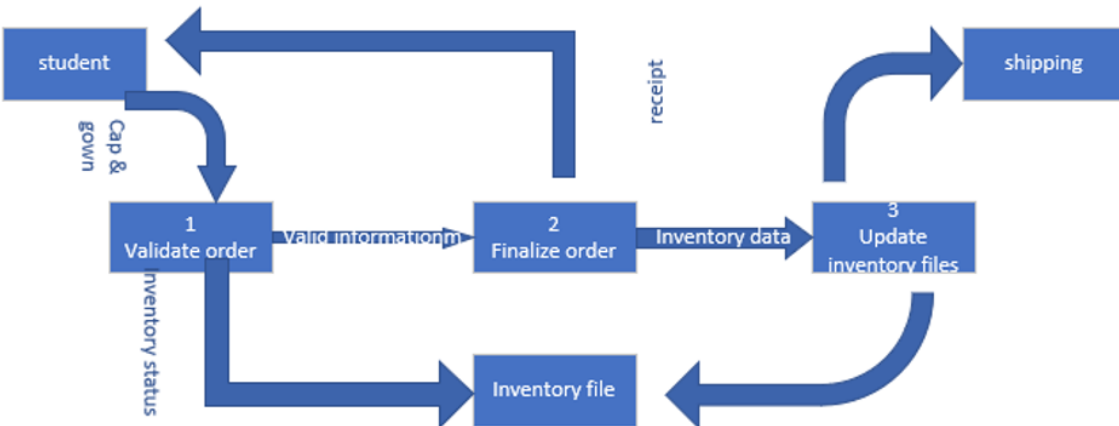 student
receipt
shipping
Cap &
gown
1
Validate order
Valid informationm
2
Finalize order
Inventory data
3
Update
inventory files
Inventory status
Inventory file